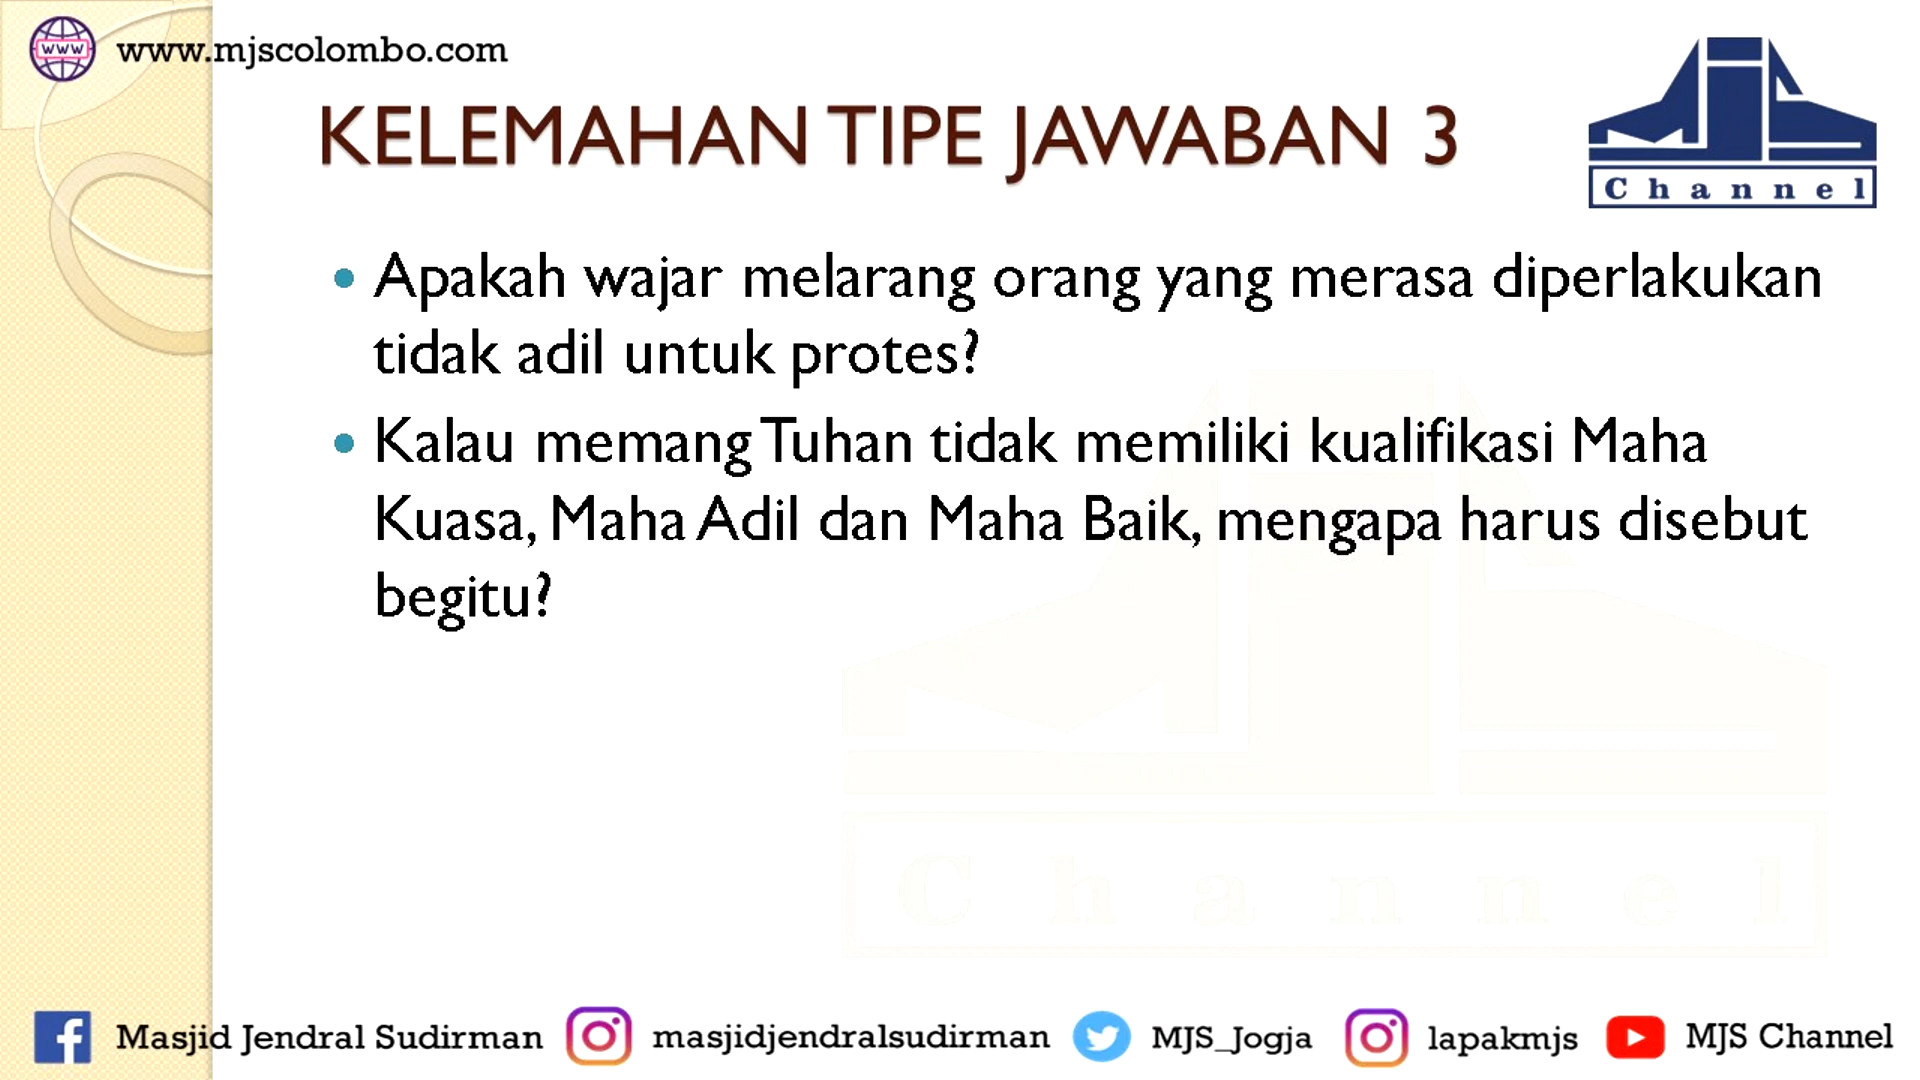 www.mjscolombo.com
KELEMAHAN TIPE JAWABAN 3
MJS
Channel
• Apakah wajar melarang orang yang merasa diperlakukan
tidak adil untuk protes?
• Kalau memang Tuhan tidak memiliki kualifikasi Maha
Kuasa, Maha Adil dan Maha Baik, mengapa harus disebut
begitu?
Channel
Masjid Jendral Sudirman masjidjendralsudirman MJS_Jogja lapakmjs MJS Channel